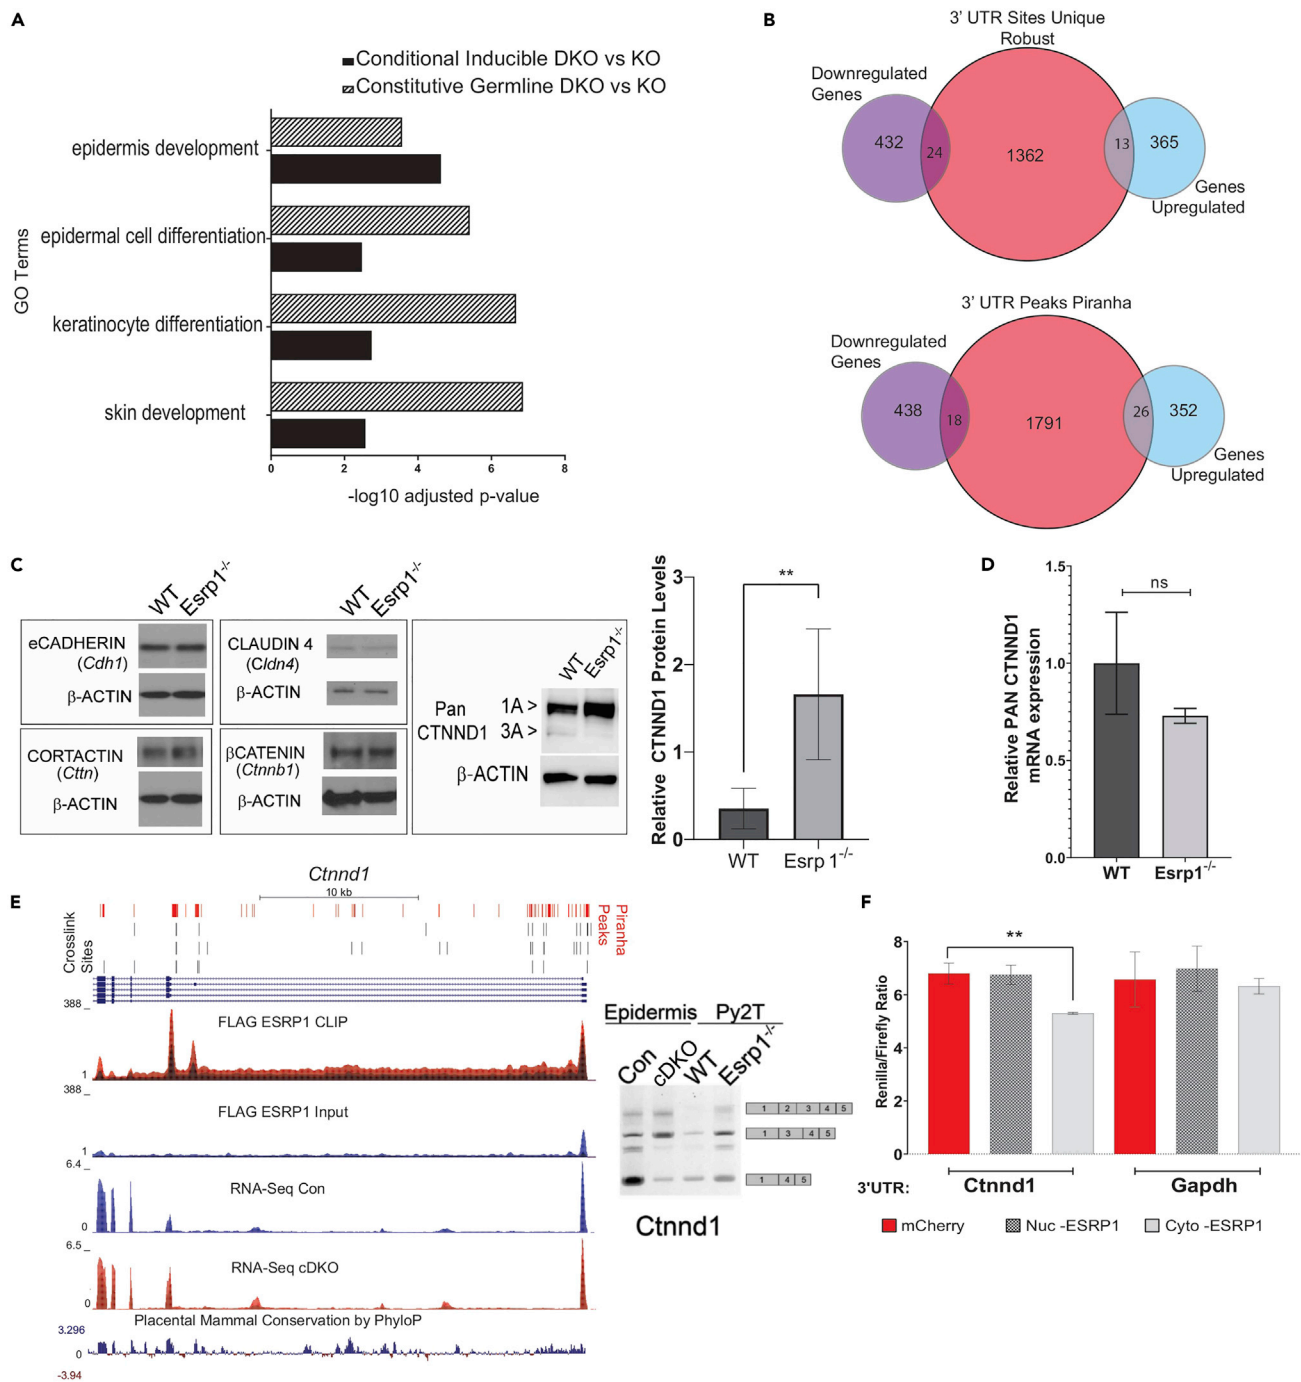 A
Conditional Inducible DKO vs KO
Constitutive Germline DKO vs KO
GO Terms
epidermis development
epidermal cell differentiation
keratinocyte differentiation
skin development
0 2 4 6 8
-log10 adjusted p-value
B
3’ UTR Sites Unique
Robust
Downregulated
Genes
432
24
1362
13
365
Genes
Upregulated
3’ UTR Peaks Piranha
Downregulated
Genes
438
18
1791
26
352
Genes
Upregulated
C
WT Esrp1-/-
eCADHERIN
(Cdh1)
β-ACTIN
WT Esrp1-/-
CLAUDIN 4
(Cldn4)
β-ACTIN
CORTACTIN
(Cttn)
β-ACTIN
βCATENIN
(Ctnnb1)
β-ACTIN
WT Esrp1-/-
Pan
CTNND1
1A >
3A >
β-ACTIN
Relative CTNND1 Protein Levels
3
2
1
0
**
WT Esrp 1-/-
D
Relative PAN CTNND1
mRNA expression
1.5
1.0
0.5
0.0
ns
WT Esrp1-/-
E
Ctnnd1
10 kb
Piranha
Peaks
Crosslink
Sites
388
FLAG ESRP1 CLIP
1
388
FLAG ESRP1 Input
1
6.4
RNA-Seq Con
0
6.5
RNA-Seq cDKO
0
Placental Mammal Conservation by PhyloP
3.296
0
-3.94
Epidermis Py2T
Con cDKO WT Esrp1-/-
1 2 3 4 5
1 3 4 5
1 4 5
Ctnnd1
F
Renilla/Firefly Ratio
8
6
4
2
0
**
3'UTR: Ctnnd1 Gapdh
mCherry Nuc -ESRP1 Cyto -ESRP1